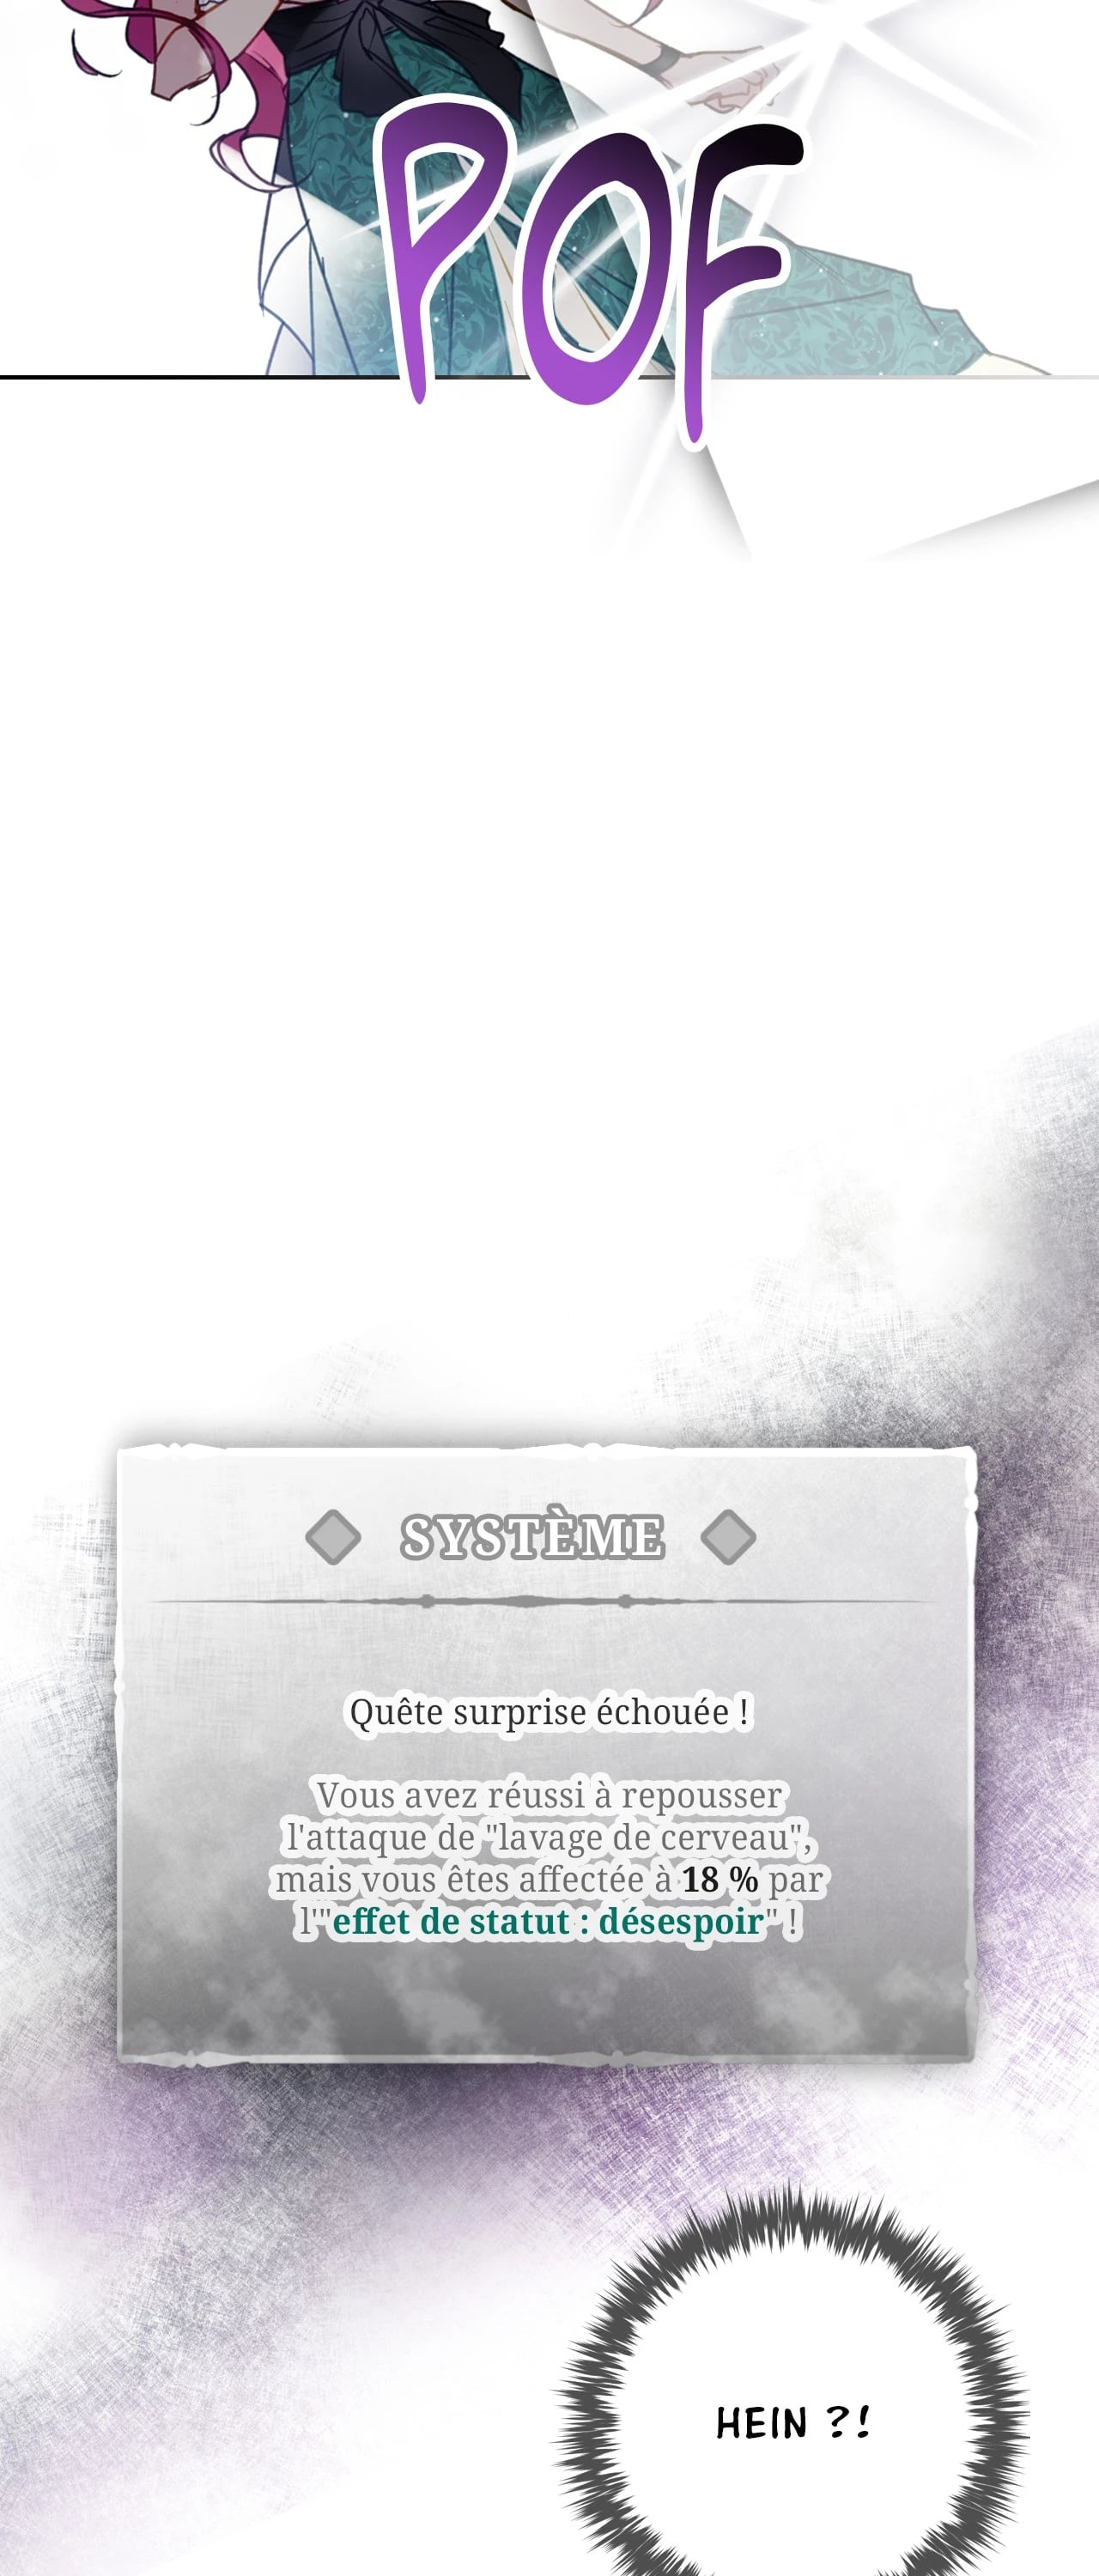 POF
SYSTÈME
Quête surprise échouée !
Vous avez réussi à repousser
l'attaque de "lavage de cerveau",
mais vous êtes affectée à 18 % par
l'"effet de statut : désespoir" !
HEIN ?!